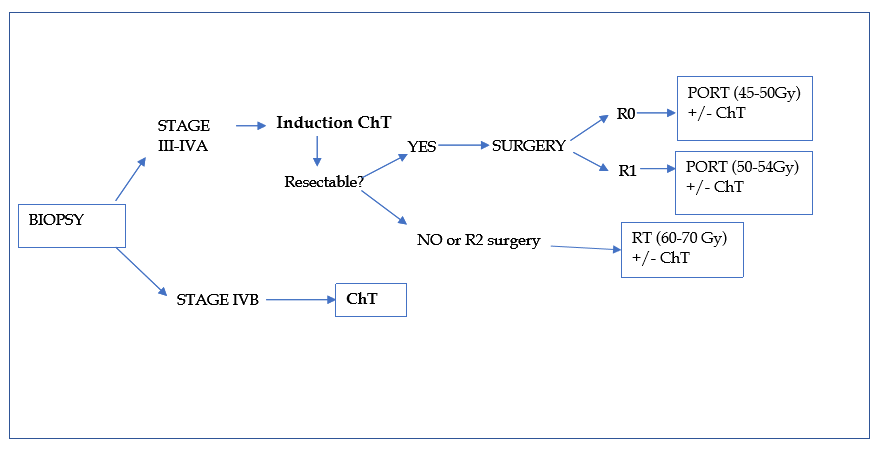 BIOPSY
STAGE
III-IVA
Induction ChT
Resectable?
YES
SURGERY
R0
PORT (45-50Gy)
+/- ChT
R1
PORT (50-54Gy)
+/- ChT
NO or R2 surgery
RT (60-70 Gy)
+/- ChT
STAGE IVB
ChT